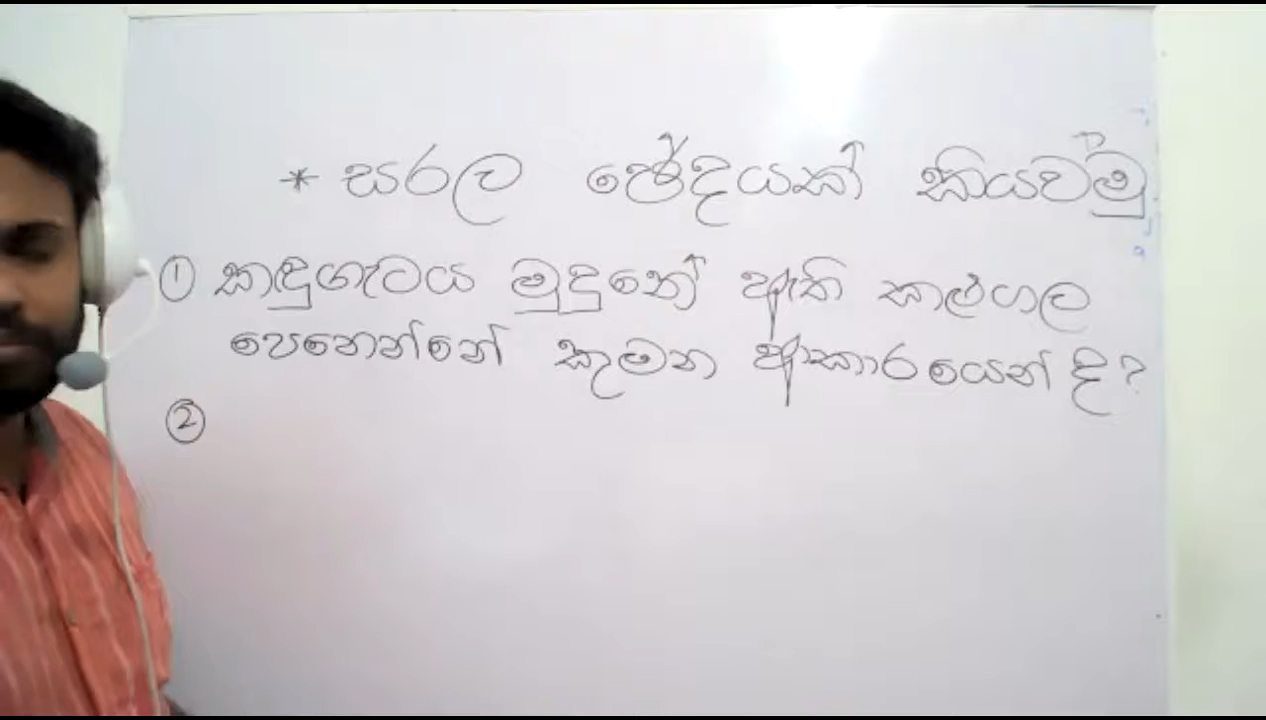 * සරල ඡේදයක් කියවමු
① කඳුගැටය මුදුනේ ඇති කළුගල
පෙනෙන්නේ කුමන ආකාරයෙන් ද?
②